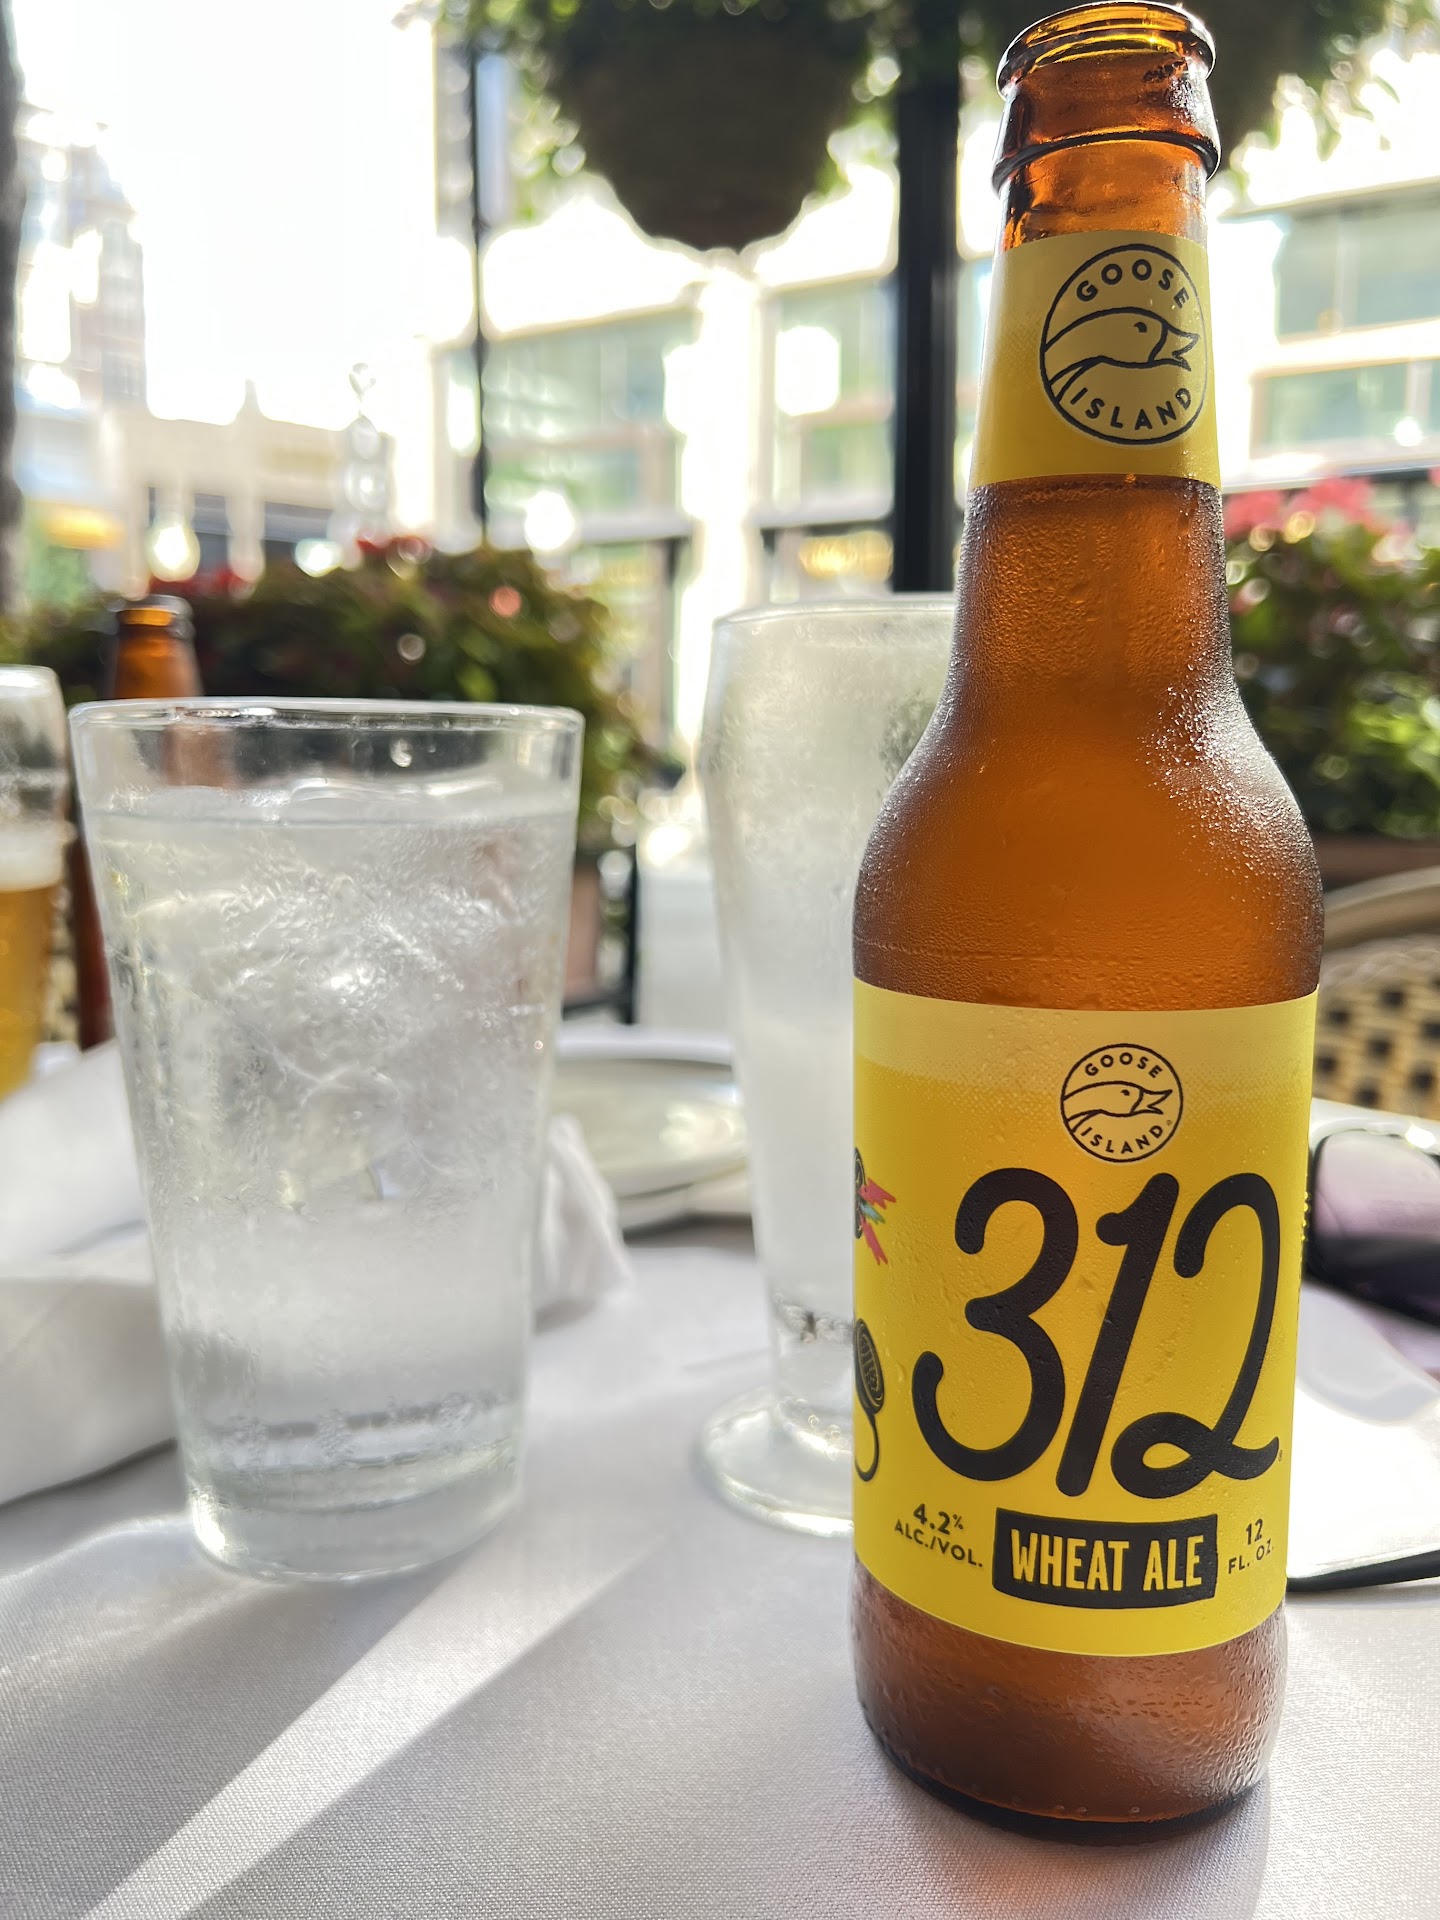 GOOSE
ISLAND
GOOSE
ISLAND
312
4.2%
ALC./VOL.
WHEAT ALE
12
FL. OZ.